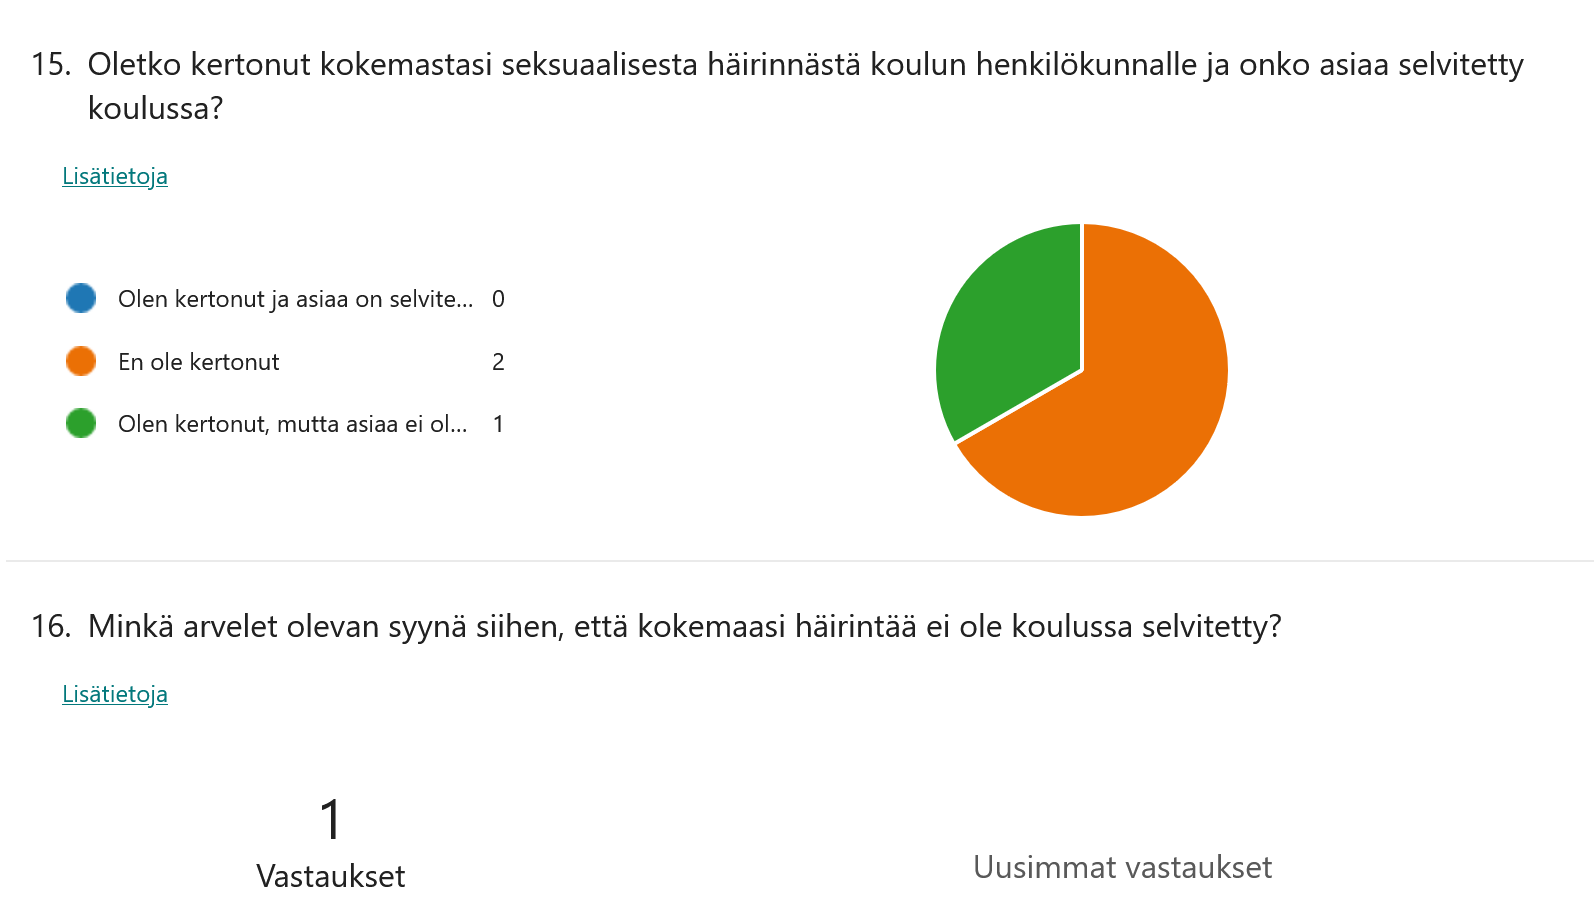 15. Oletko kertonut kokemastasi seksuaalisesta häirinnästä koulun henkilökunnalle ja onko asiaa selvitetty
koulussa?
Lisätietoja
Olen kertonut ja asiaa on selvite... 0
En ole kertonut 2
Olen kertonut, mutta asiaa ei ol... 1
16. Minkä arvelet olevan syynä siihen, että kokemaasi häirintää ei ole koulussa selvitetty?
Lisätietoja
1
Vastaukset
Uusimmat vastaukset